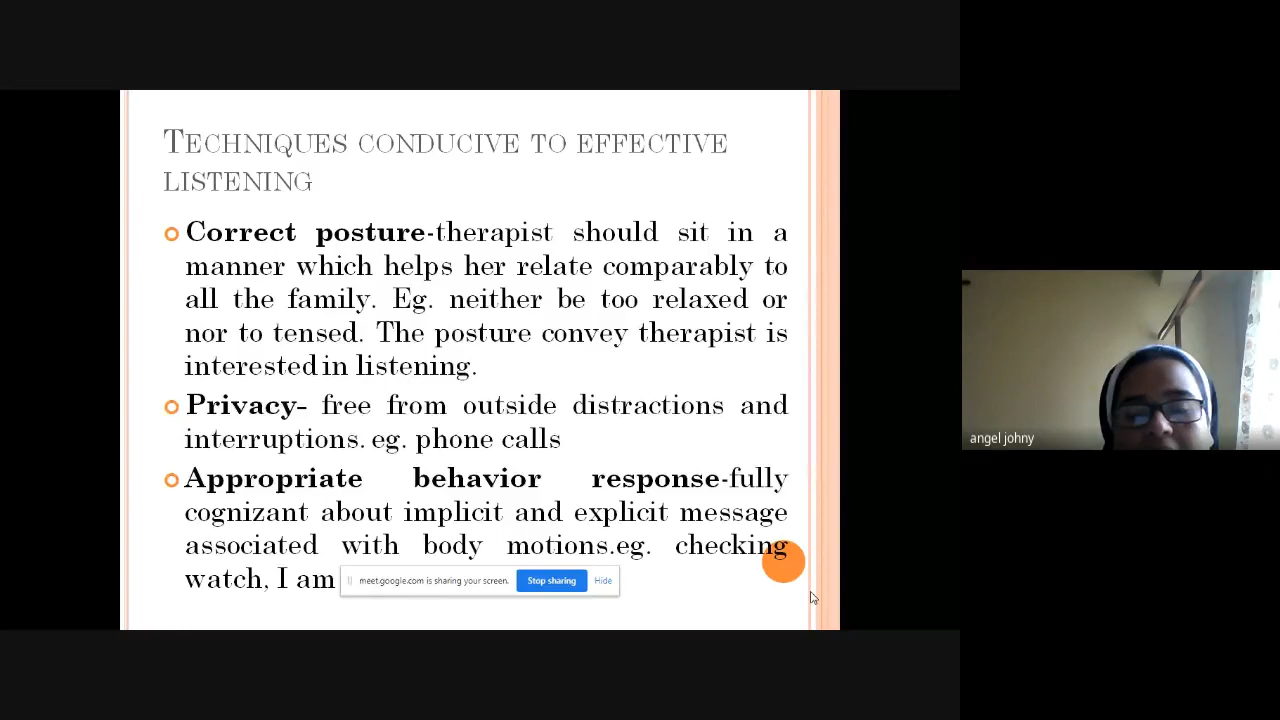 TECHNIQUES CONDUCIVE TO EFFECTIVE
LISTENING
Correct posture-therapist should sit in a
manner which helps her relate comparably to
all the family. Eg. neither be too relaxed or
nor to tensed. The posture convey therapist is
interested in listening.
Privacy- free from outside distractions and
interruptions. eg. phone calls
Appropriate behavior response-fully
cognizant about implicit and explicit message
associated with body motions.eg. checking
watch, I am
meet.google.com is sharing your screen. Stop sharing Hide
angel johny